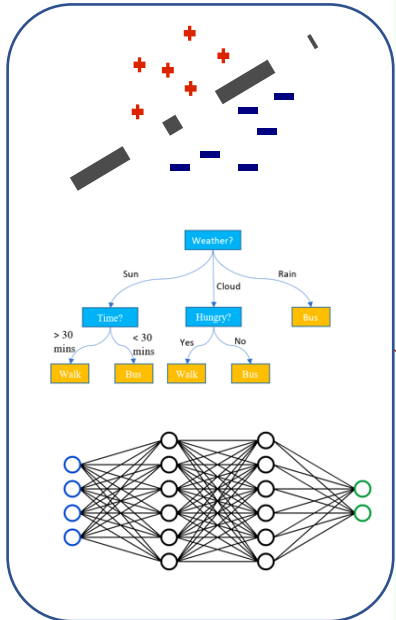 Weather?
Sun
Cloud
Rain
Time?
Hungry?
Bus
> 30
mins
< 30
mins
Yes
No
Walk
Bus
Walk
Bus